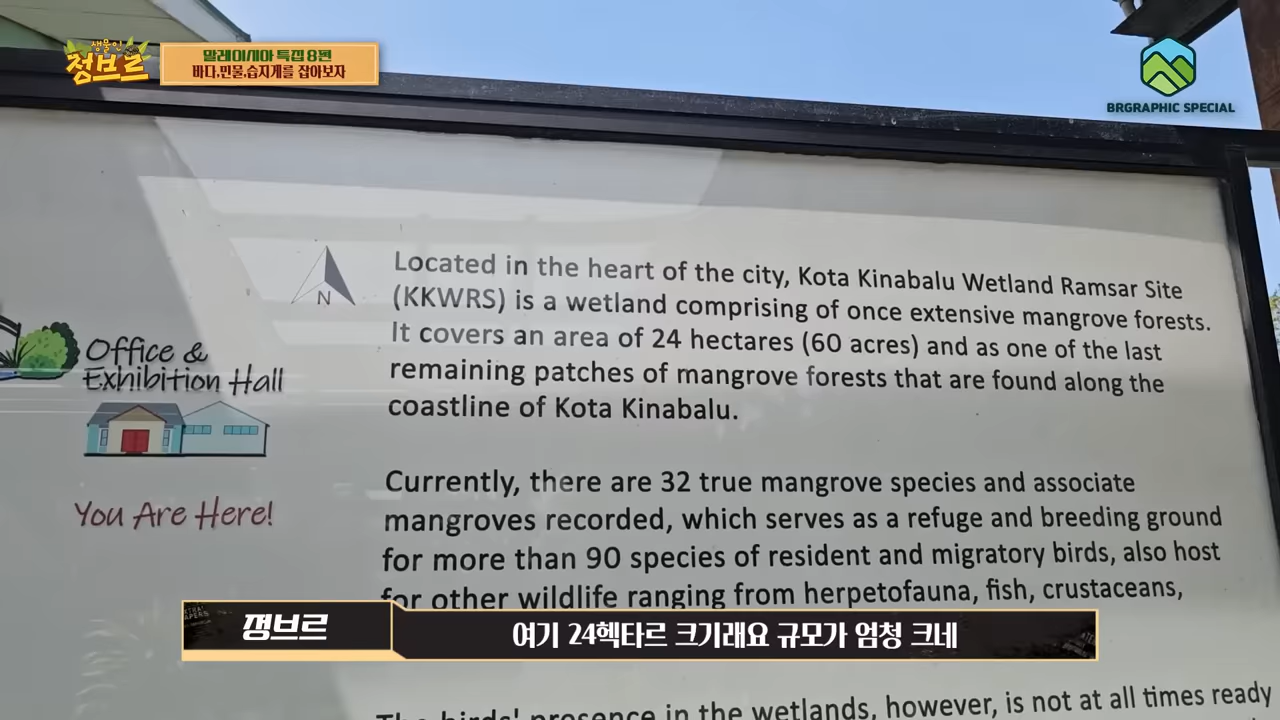 생물인
정브르
말레이시아 특집 8편
바다,민물,습지게를 잡아보자
BRGRAPHIC SPECIAL
N
Office &
Exhibition Hall
You Are Here!
Located in the heart of the city, Kota Kinabalu Wetland Ramsar Site
(KKWRS) is a wetland comprising of once extensive mangrove forests.
It covers an area of 24 hectares (60 acres) and as one of the last
remaining patches of mangrove forests that are found along the
coastline of Kota Kinabalu.
Currently, there are 32 true mangrove species and associate
mangroves recorded, which serves as a refuge and breeding ground
for more than 90 species of resident and migratory birds, also host
for other wildlife ranging from herpetofauna, fish, crustaceans,
정브르
여기 24헥타르 크기래요 규모가 엄청 크네
The birds' presence in the wetlands, however, is not at all times ready